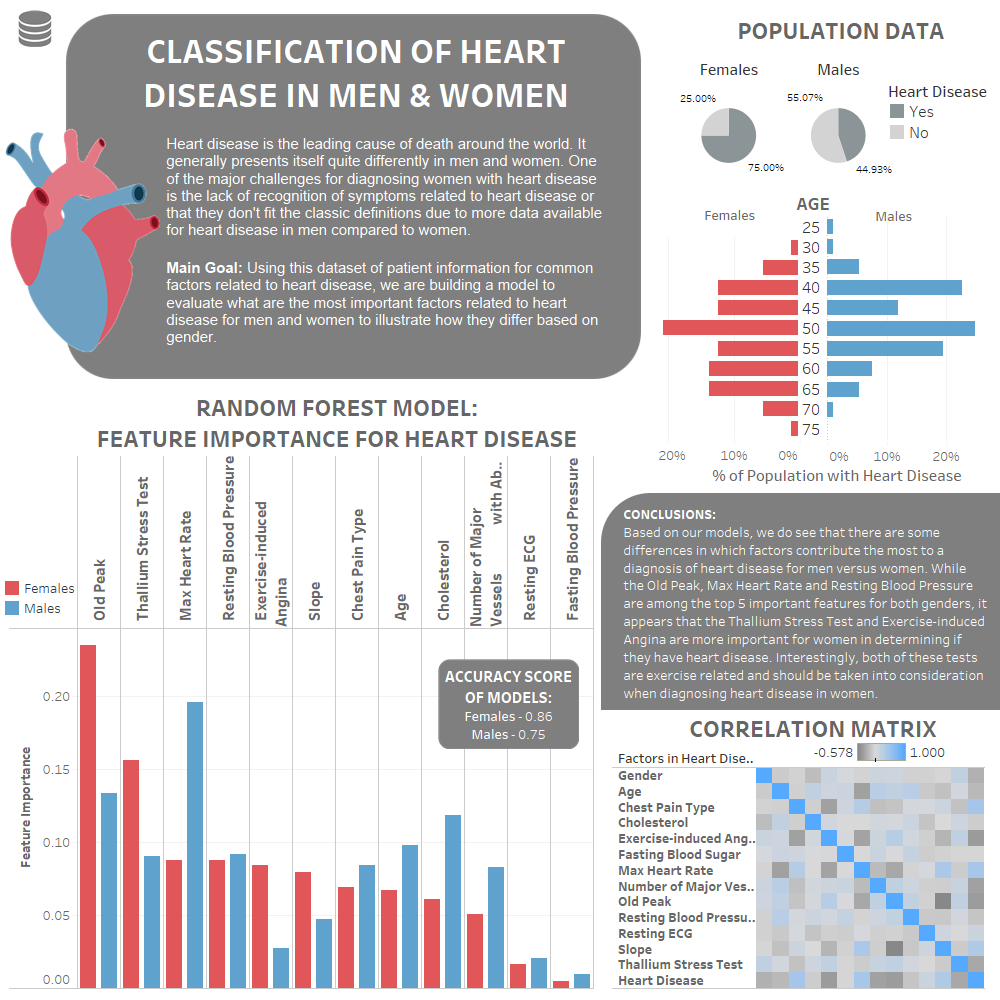 CLASSIFICATION OF HEART
DISEASE IN MEN & WOMEN
Heart disease is the leading cause of death around the world. It
generally presents itself quite differently in men and women. One
of the major challenges for diagnosing women with heart disease
is the lack of recognition of symptoms related to heart disease or
that they don't fit the classic definitions due to more data available
for heart disease in men compared to women.
Main Goal: Using this dataset of patient information for common
factors related to heart disease, we are building a model to
evaluate what are the most important factors related to heart
disease for men and women to illustrate how they differ based on
gender.
POPULATION DATA
Females
Males
25.00%
75.00%
55.07%
44.93%
Heart Disease
Yes
No
AGE
Females
Males
25
30
35
40
45
50
55
60
65
70
75
20% 10% 0% 0% 10% 20%
% of Population with Heart Disease
RANDOM FOREST MODEL:
FEATURE IMPORTANCE FOR HEART DISEASE
Females
Males
Old Peak
Thallium Stress Test
Max Heart Rate
Resting Blood Pressure
Exercise-induced
Angina
Slope
Chest Pain Type
Age
Cholesterol
Number of Major
Vessels with Ab..
Resting ECG
Fasting Blood Pressure
Feature Importance
0.20
0.15
0.10
0.05
0.00
ACCURACY SCORE
OF MODELS:
Females - 0.86
Males - 0.75
CONCLUSIONS:
Based on our models, we do see that there are some
differences in which factors contribute the most to a
diagnosis of heart disease for men versus women. While
the Old Peak, Max Heart Rate and Resting Blood Pressure
are among the top 5 important features for both genders, it
appears that the Thallium Stress Test and Exercise-induced
Angina are more important for women in determining if
they have heart disease. Interestingly, both of these tests
are exercise related and should be taken into consideration
when diagnosing heart disease in women.
CORRELATION MATRIX
-0.578 1.000
Factors in Heart Dise..
Gender
Age
Chest Pain Type
Cholesterol
Exercise-induced Ang..
Fasting Blood Sugar
Max Heart Rate
Number of Major Ves..
Old Peak
Resting Blood Pressu..
Resting ECG
Slope
Thallium Stress Test
Heart Disease